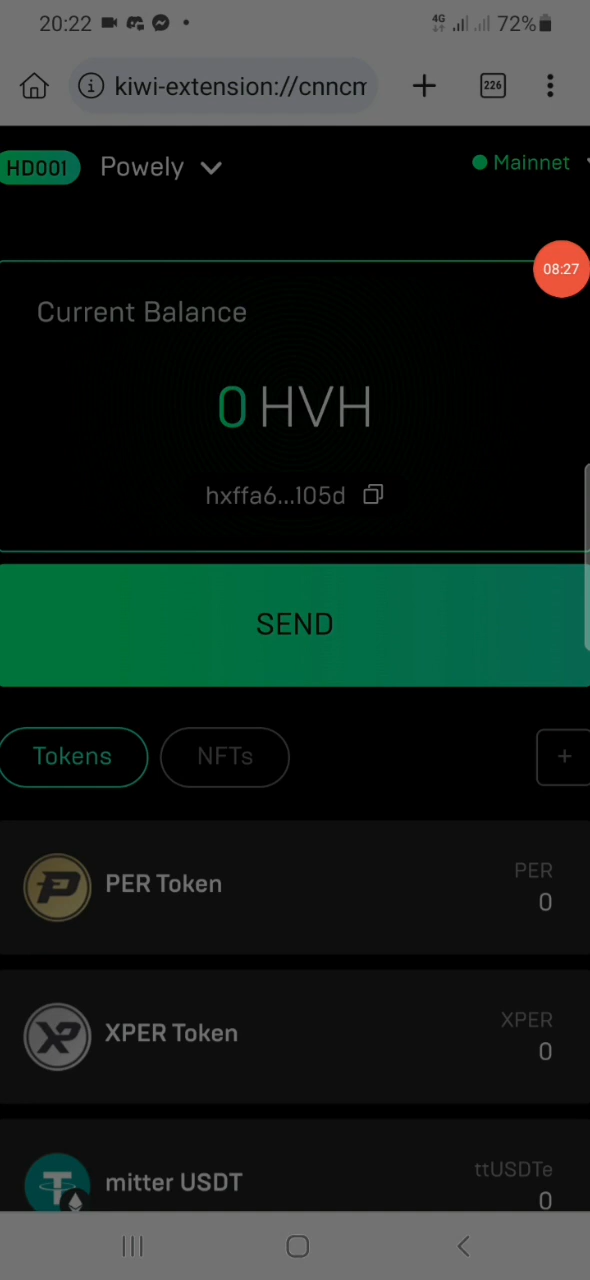 20:22 4G 72%
kiwi-extension://cnncm 226
HD001 Powely Mainnet
08:27
Current Balance
0 HVH
hxffa6...105d
SEND
Tokens NFTs +
PER Token PER
0
XPER Token XPER
0
mitter USDT ttUSDTe
0